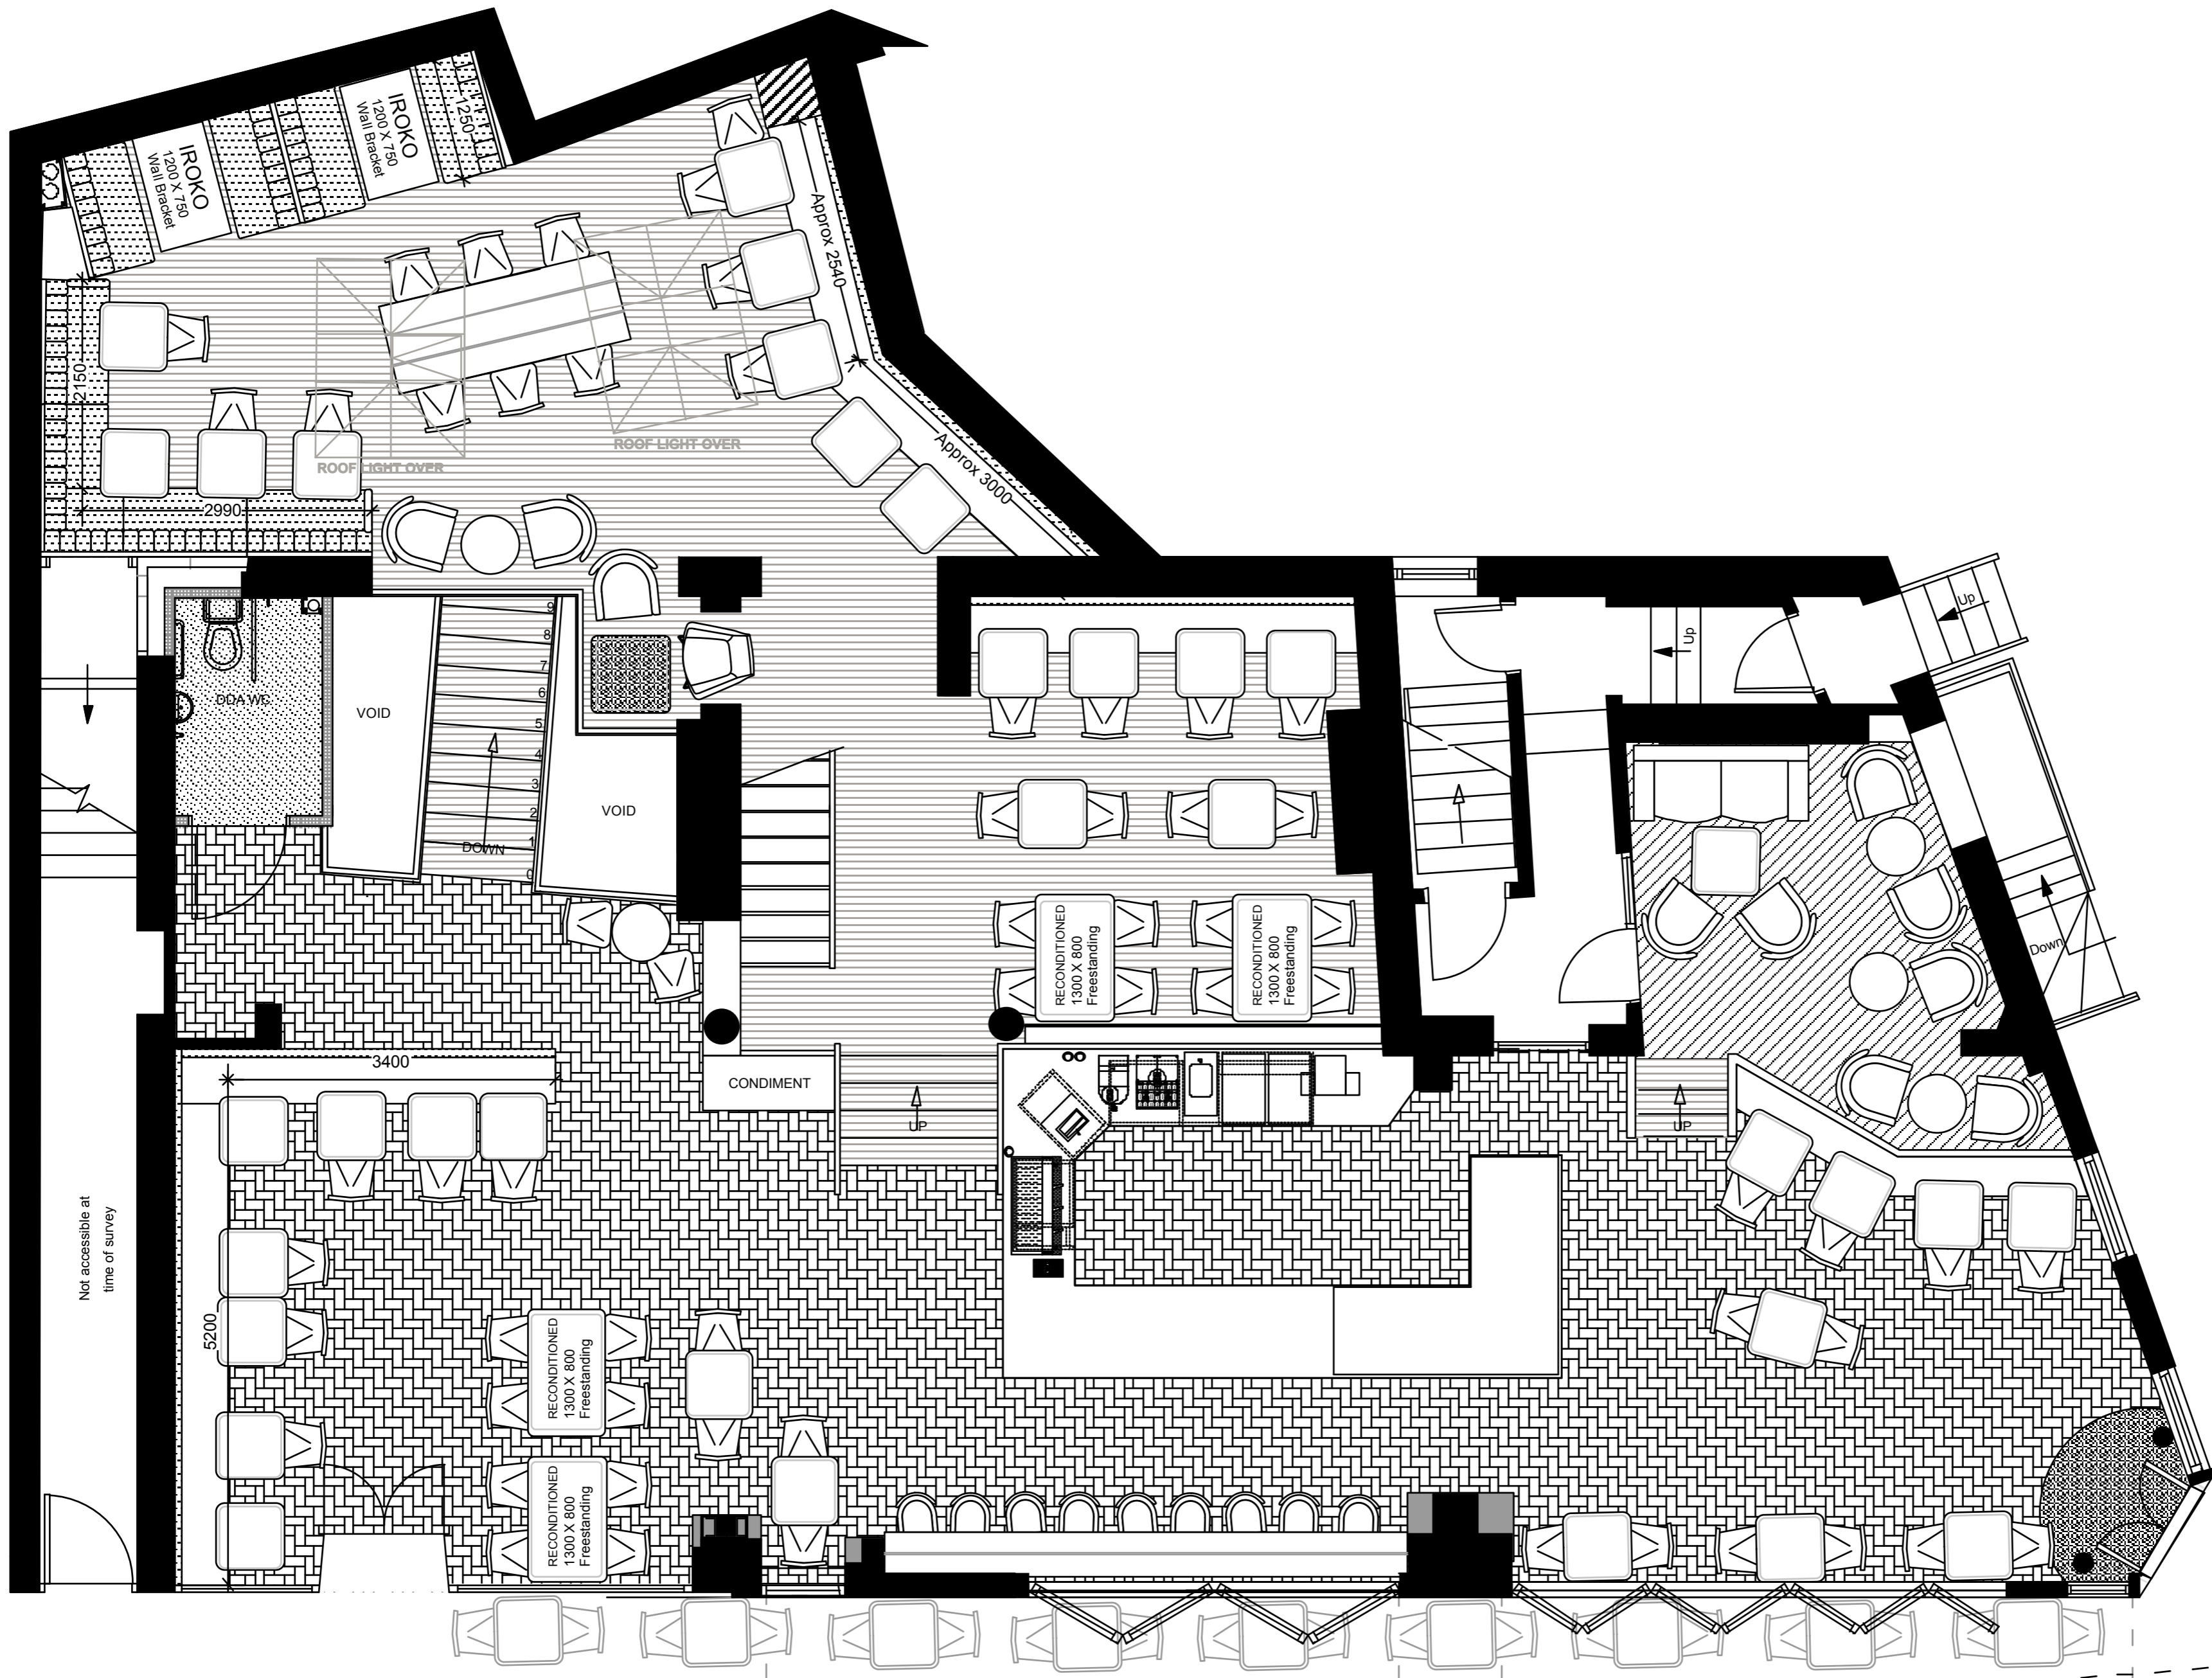 IROKO
1200 X 750
Wall Bracket
1250
IROKO
1200 X 750
Wall Bracket
Approx 2540
2150
ROOF LIGHT OVER
ROOF LIGHT OVER
Approx 3000
2990
DDA WC
VOID
9
8
7
6
5
4
3
2
1
0
DOWN
VOID
Up
Up
Down
RECONDITIONED
1300 X 800
Freestanding
RECONDITIONED
1300 X 800
Freestanding
3400
CONDIMENT
UP
UP
Not accessible at
time of survey
5200
RECONDITIONED
1300 X 800
Freestanding
RECONDITIONED
1300 X 800
Freestanding